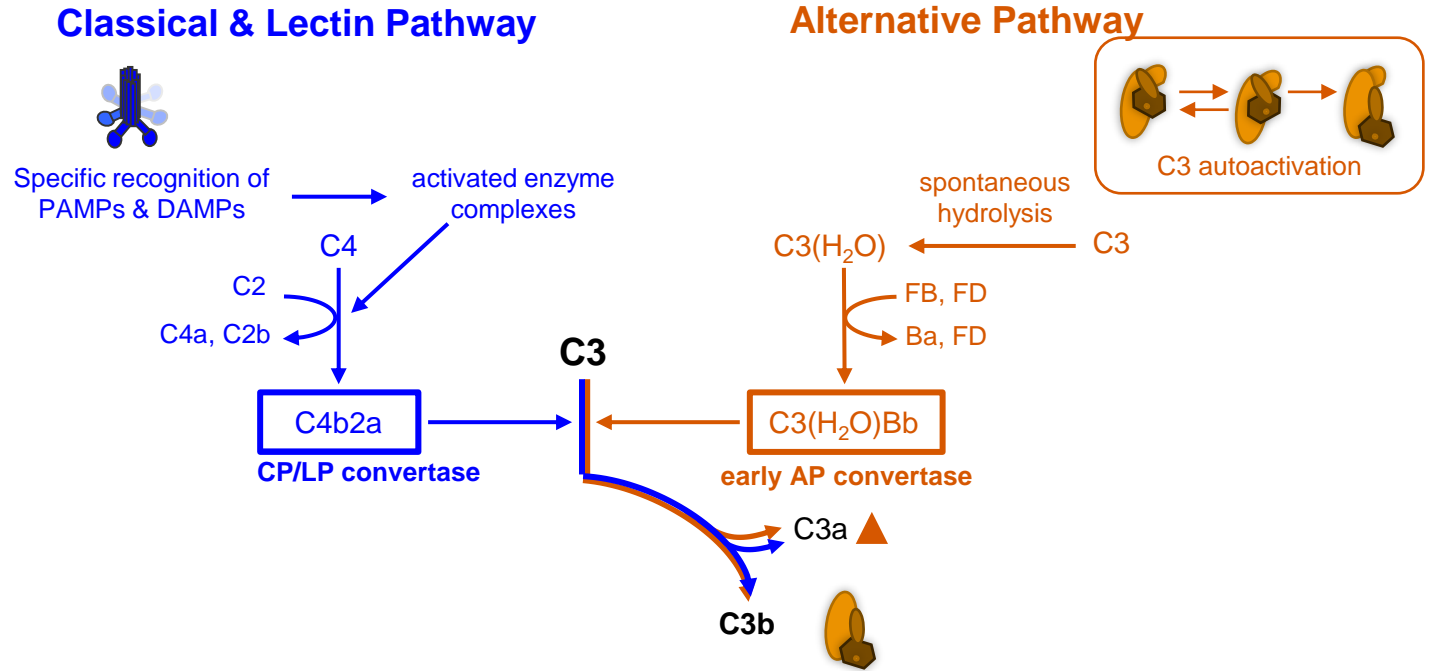 Classical & Lectin Pathway
Alternative Pathway
C3 autoactivation
Specific recognition of
PAMPs & DAMPs
activated enzyme
complexes
spontaneous
hydrolysis
C4
C3(H₂O)
C3
C2
C4a, C2b
FB, FD
Ba, FD
C3
C4b2a
C3(H₂O)Bb
CP/LP convertase
early AP convertase
C3a
C3b